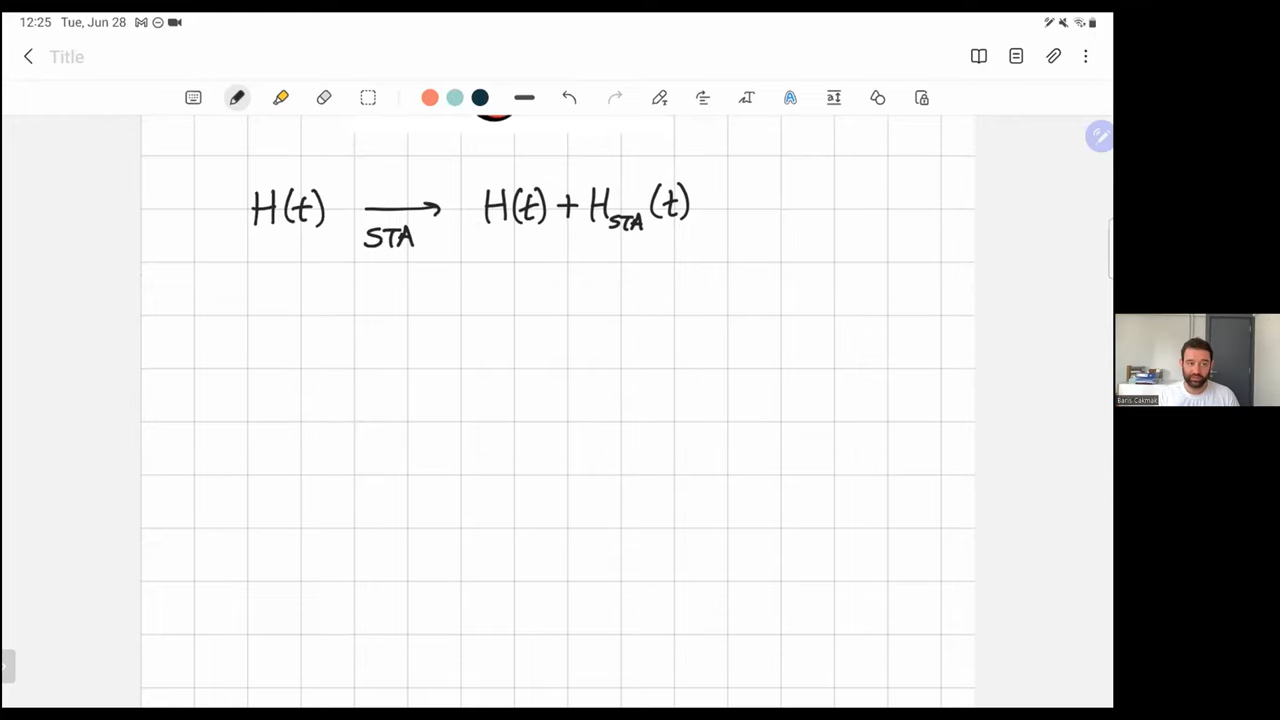 12:25 Tue, Jun 28
Title
H(t) ⟶ H(t) + H_STA (t)
STA
Baris Cakmak